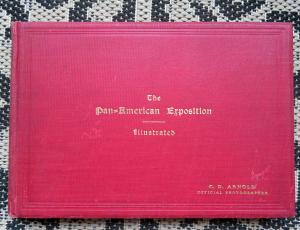 The
Pan-American Exposition
Illustrated
C. D. ARNOLD
OFFICIAL PHOTOGRAPHER